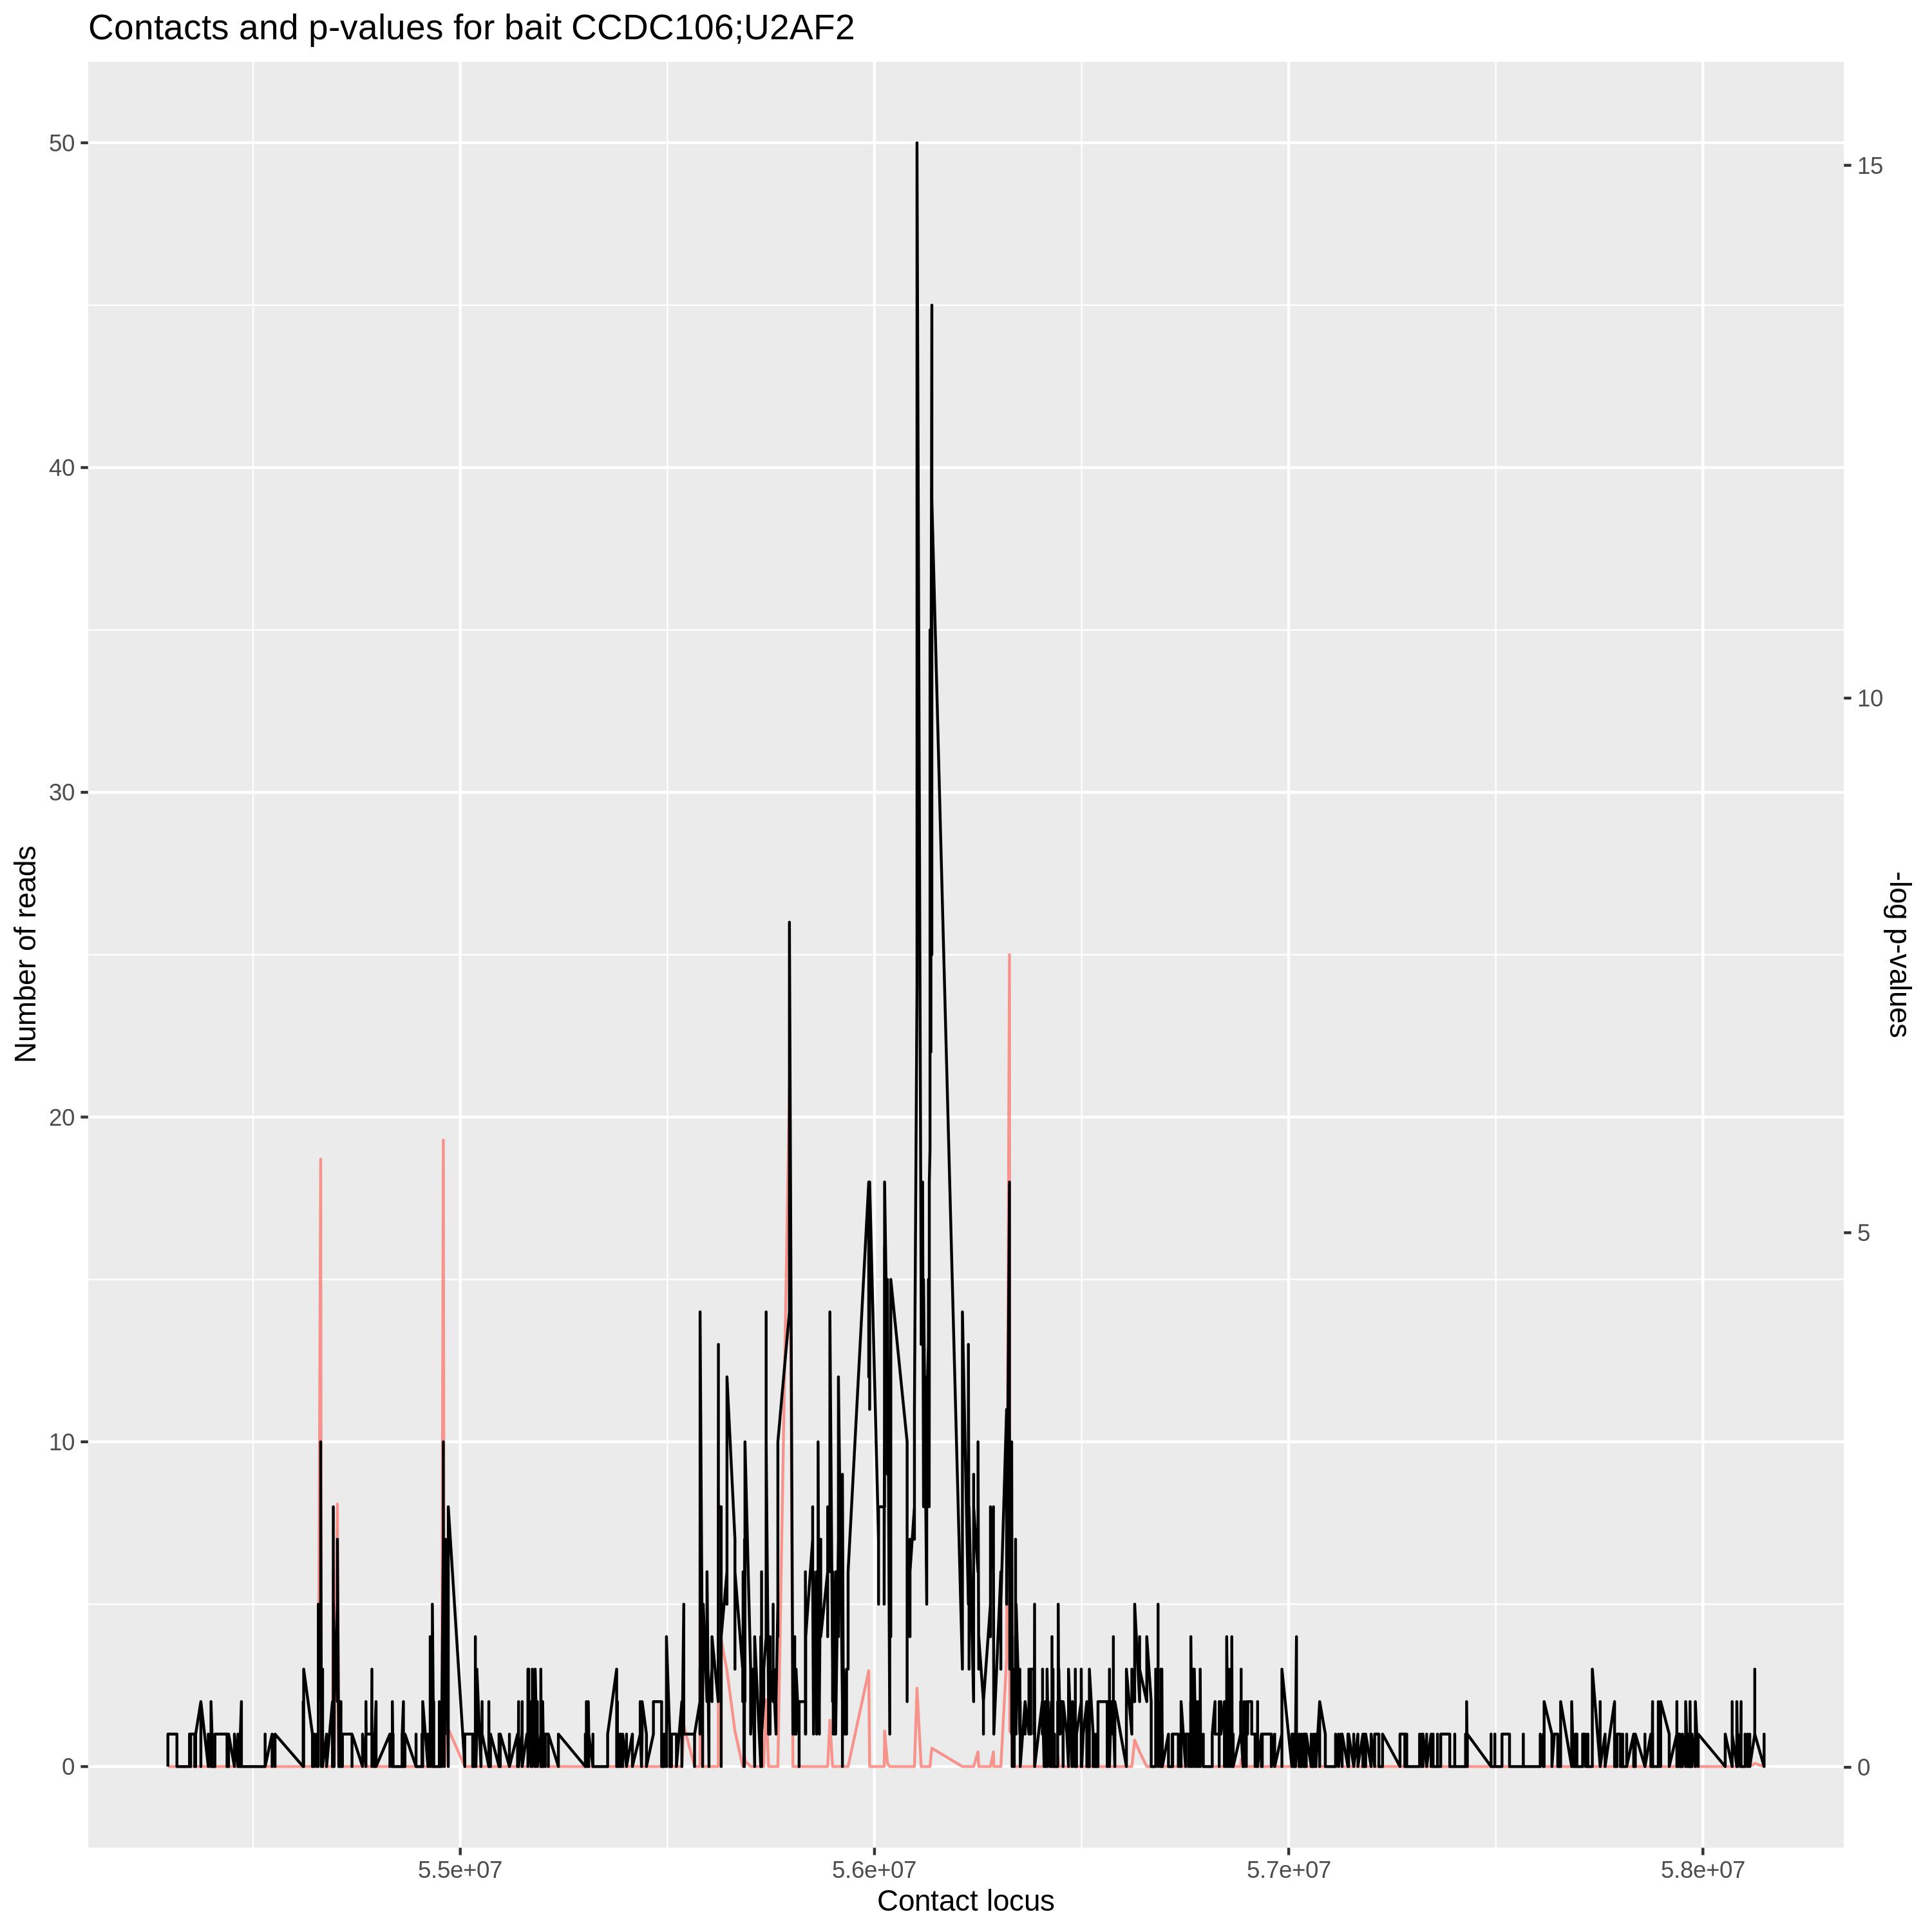 Contacts and p-values for bait CCDC106;U2AF2
50
40
30
20
10
0
Number of reads
15
10
5
0
-log p-values
5.5e+07 5.6e+07 5.7e+07 5.8e+07
Contact locus